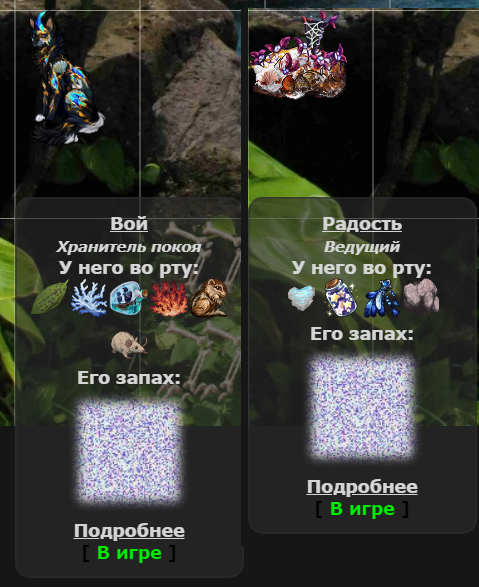 Вой
Хранитель покоя
У него во рту:
Его запах:
Подробнее
[ В игре ]
Радость
Ведущий
У него во рту:
Его запах:
Подробнее
[ В игре ]